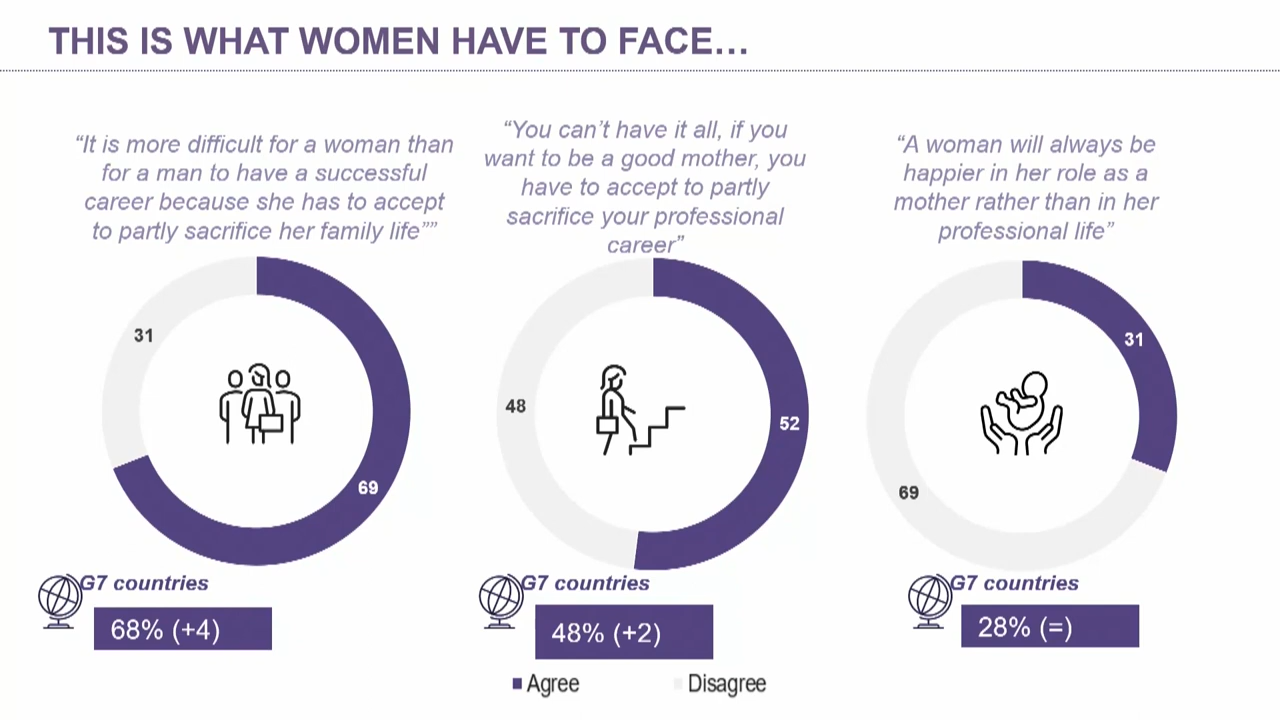 THIS IS WHAT WOMEN HAVE TO FACE…
“It is more difficult for a woman than
for a man to have a successful
career because she has to accept
to partly sacrifice her family life””
“You can’t have it all, if you
want to be a good mother, you
have to accept to partly
sacrifice your professional
career”
“A woman will always be
happier in her role as a
mother rather than in her
professional life”
31
69
48
52
31
69
G7 countries
68% (+4)
G7 countries
48% (+2)
G7 countries
28% (=)
Agree
Disagree